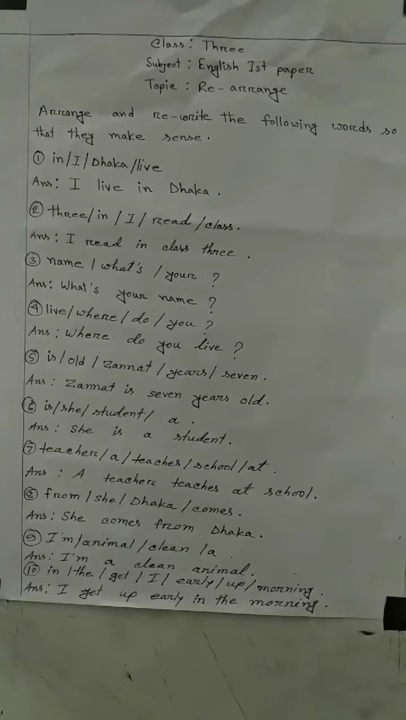 Class: Three
Subject: English Ist paper
Topic: Re-arrange
Arrange and re-write the following words so
that they make sense.
① in/I/Dhaka/live
Ans: I live in Dhaka.
② three/in/I/read/class.
Ans: I read in class three.
③ name/what's/your?
Ans: What's your name?
④ live/where/do/you?
Ans: Where do you live?
⑤ is/old/Zannat/years/seven.
Ans: Zannat is seven years old.
⑥ is/she/student/a.
Ans: She is a student.
⑦ teacher/a/teaches/school/at.
Ans: A teacher teaches at school.
⑧ from/she/Dhaka/comes.
Ans: She comes from Dhaka.
⑨ I'm/animal/clean/a
Ans: I'm a clean animal.
⑩ in/the/get/I/early/up/morning.
Ans: I get up early in the morning.